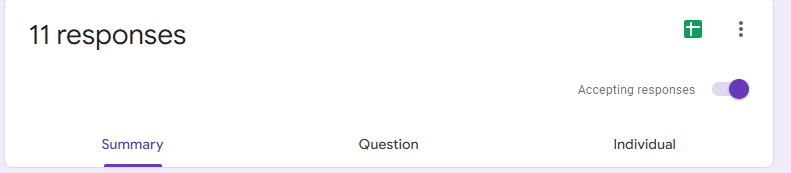 11 responses
Accepting responses
Summary Question Individual